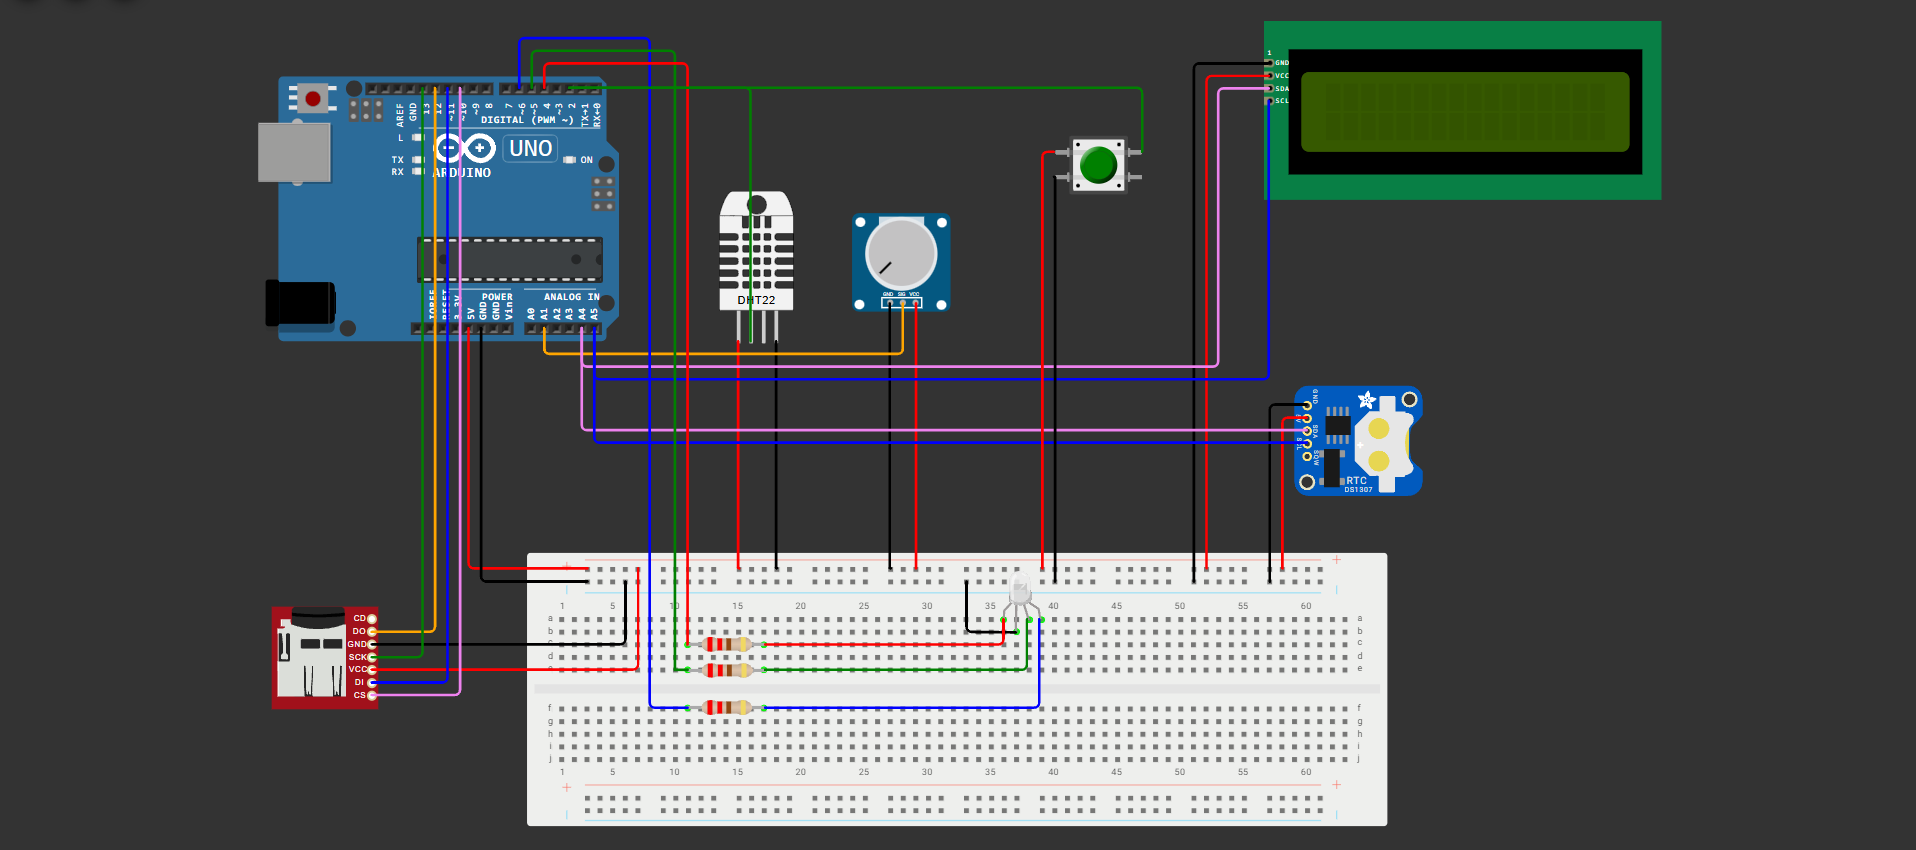 AREF
GND
13
12
~11
~10
~9
8
7
~6
~5
4
~3
2
TX→1
RX←0
DIGITAL (PWM ~)
L
TX
RX
UNO
ON
ARDUINO
IOREF
RESET
3.3V
5V
GND
GND
Vin
POWER
ANALOG IN
A0
A1
A2
A3
A4
A5
DHT22
GND SIG VCC
1
GND
VCC
SDA
SCL
GND
5V
SDA
SCL
SQW
RTC
DS1307
CD
DO
GND
SCK
VCC
DI
CS
+ +
1 5 10 15 20 25 30 35 40 45 50 55 60
a a
b b
c c
d d
e e
f f
g g
h h
i i
j j
1 5 10 15 20 25 30 35 40 45 50 55 60
+ +